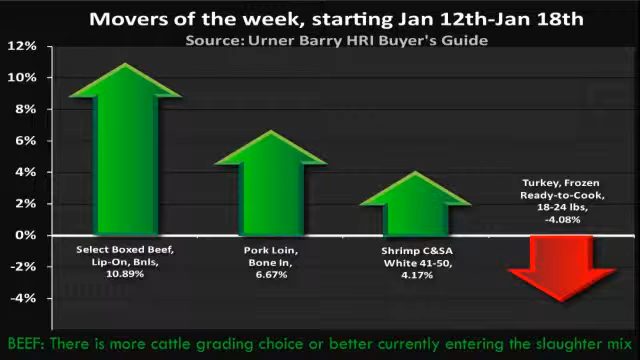 Movers of the week, starting Jan 12th-Jan 18th
Source: Urner Barry HRI Buyer's Guide
12%
10%
8%
6%
4%
2%
0%
-2%
-4%
Select Boxed Beef,
Lip-On, Bnls,
10.89%
Pork Loin,
Bone In,
6.67%
Shrimp C&SA
White 41-50,
4.17%
Turkey, Frozen
Ready-to-Cook,
18-24 lbs,
-4.08%
BEEF: There is more cattle grading choice or better currently entering the slaughter mix